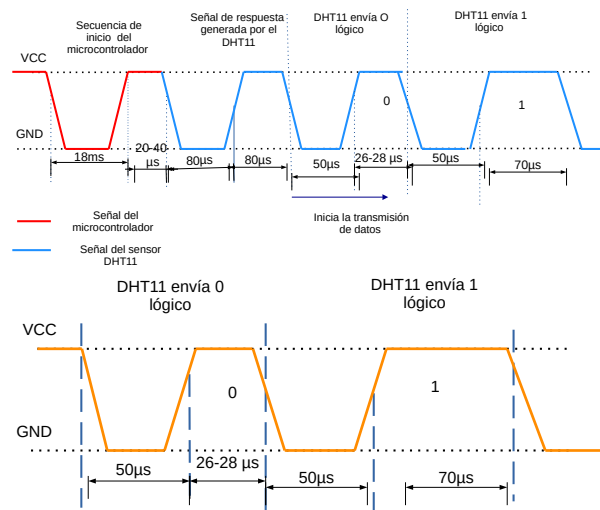 Secuencia de
inicio del
microcontrolador
Señal de respuesta
generada por el
DHT11
DHT11 envía O
lógico
DHT11 envía 1
lógico
VCC
0
1
GND
18ms
20-40
µs
80µs
80µs
50µs
26-28 µs
50µs
70µs
Inicia la transmisión
de datos
Señal del
microcontrolador
Señal del sensor
DHT11
DHT11 envía 0
lógico
DHT11 envía 1
lógico
VCC
0
1
GND
50µs
26-28 µs
50µs
70µs